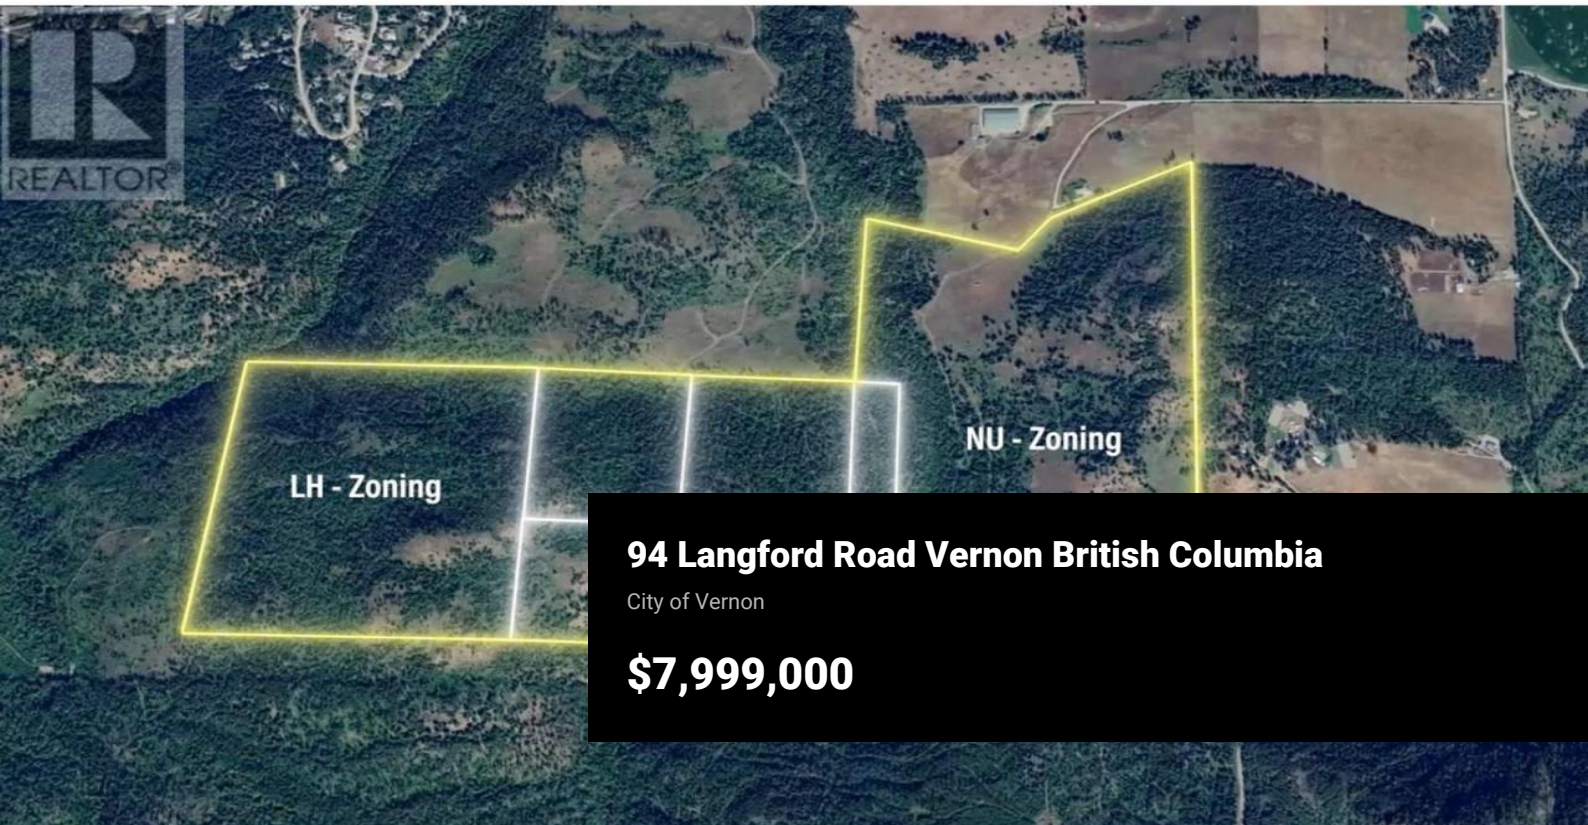 R
REALTOR
LH - Zoning
NU - Zoning
94 Langford Road Vernon British Columbia
City of Vernon
$7,999,000